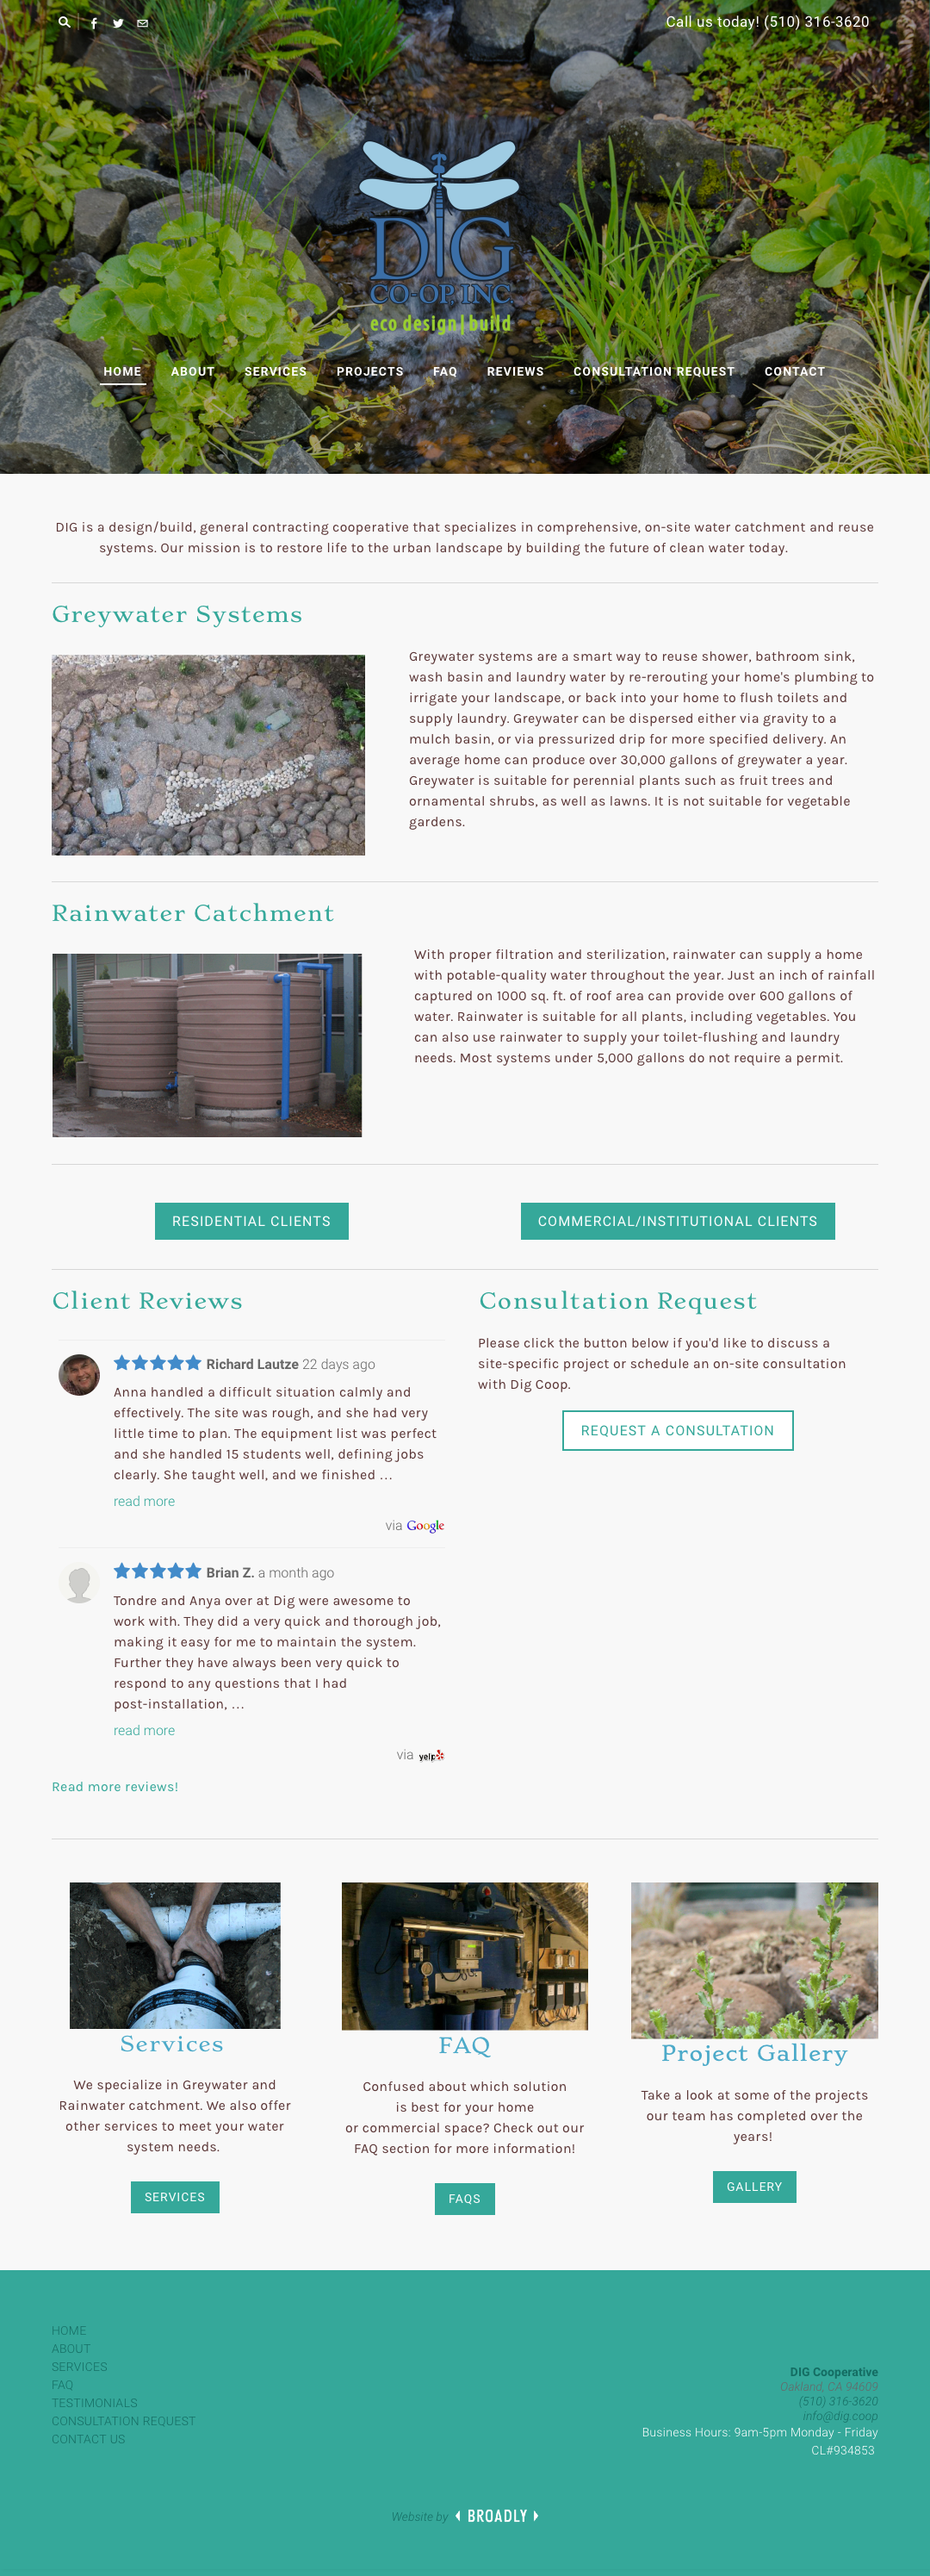 Call us today! (510) 316-3620
DIG
CO-OP, INC.
eco design|build
HOME ABOUT SERVICES PROJECTS FAQ REVIEWS CONSULTATION REQUEST CONTACT
DIG is a design/build, general contracting cooperative that specializes in comprehensive, on-site water catchment and reuse
systems. Our mission is to restore life to the urban landscape by building the future of clean water today.
Greywater Systems
Greywater systems are a smart way to reuse shower, bathroom sink,
wash basin and laundry water by re-rerouting your home's plumbing to
irrigate your landscape, or back into your home to flush toilets and
supply laundry. Greywater can be dispersed either via gravity to a
mulch basin, or via pressurized drip for more specified delivery. An
average home can produce over 30,000 gallons of greywater a year.
Greywater is suitable for perennial plants such as fruit trees and
ornamental shrubs, as well as lawns. It is not suitable for vegetable
gardens.
Rainwater Catchment
With proper filtration and sterilization, rainwater can supply a home
with potable-quality water throughout the year. Just an inch of rainfall
captured on 1000 sq. ft. of roof area can provide over 600 gallons of
water. Rainwater is suitable for all plants, including vegetables. You
can also use rainwater to supply your toilet-flushing and laundry
needs. Most systems under 5,000 gallons do not require a permit.
RESIDENTIAL CLIENTS
COMMERCIAL/INSTITUTIONAL CLIENTS
Client Reviews
Richard Lautze 22 days ago
Anna handled a difficult situation calmly and
effectively. The site was rough, and she had very
little time to plan. The equipment list was perfect
and she handled 15 students well, defining jobs
clearly. She taught well, and we finished …
read more
via Google
Brian Z. a month ago
Tondre and Anya over at Dig were awesome to
work with. They did a very quick and thorough job,
making it easy for me to maintain the system.
Further they have always been very quick to
respond to any questions that I had
post-installation, …
read more
via yelp
Read more reviews!
Consultation Request
Please click the button below if you'd like to discuss a
site-specific project or schedule an on-site consultation
with Dig Coop.
REQUEST A CONSULTATION
Services
We specialize in Greywater and
Rainwater catchment. We also offer
other services to meet your water
system needs.
SERVICES
FAQ
Confused about which solution
is best for your home
or commercial space? Check out our
FAQ section for more information!
FAQS
Project Gallery
Take a look at some of the projects
our team has completed over the
years!
GALLERY
HOME
ABOUT
SERVICES
FAQ
TESTIMONIALS
CONSULTATION REQUEST
CONTACT US
DIG Cooperative
Oakland, CA 94609
(510) 316-3620
info@dig.coop
Business Hours: 9am-5pm Monday - Friday
CL#934853
Website by BROADLY